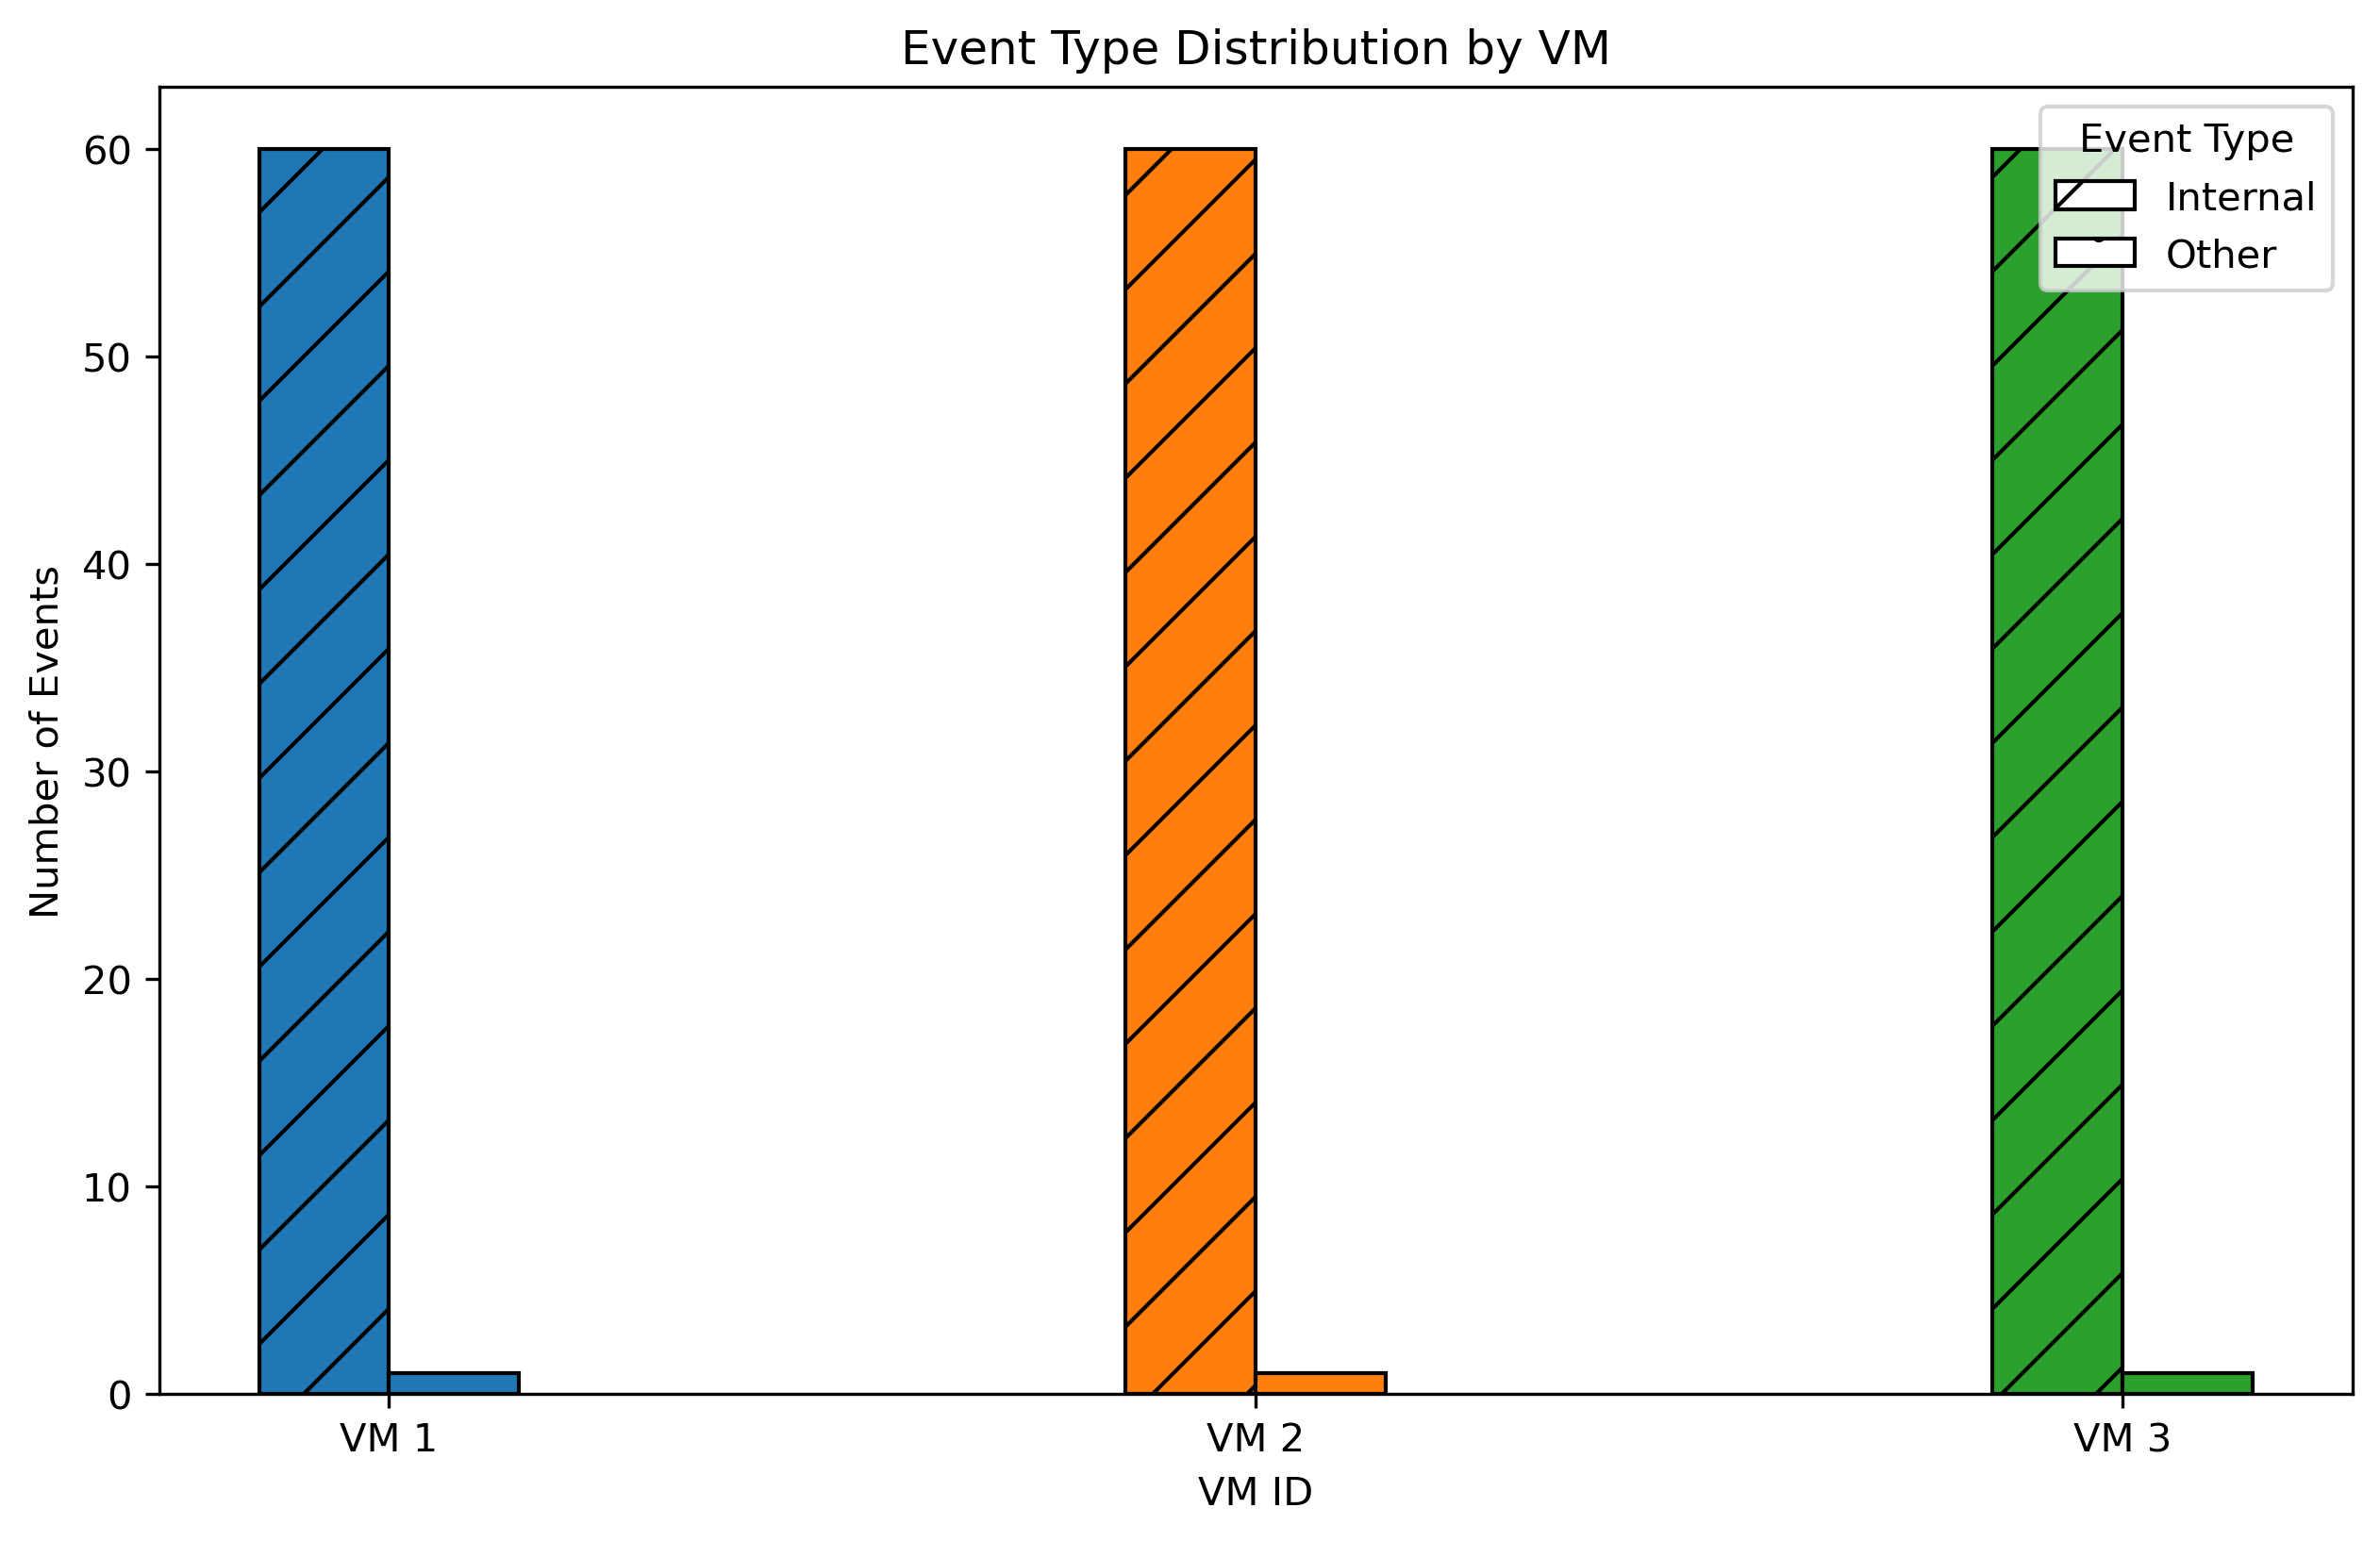 Event Type Distribution by VM
Number of Events
60
50
40
30
20
10
0
Event Type
Internal
Other
VM 1
VM 2
VM 3
VM ID